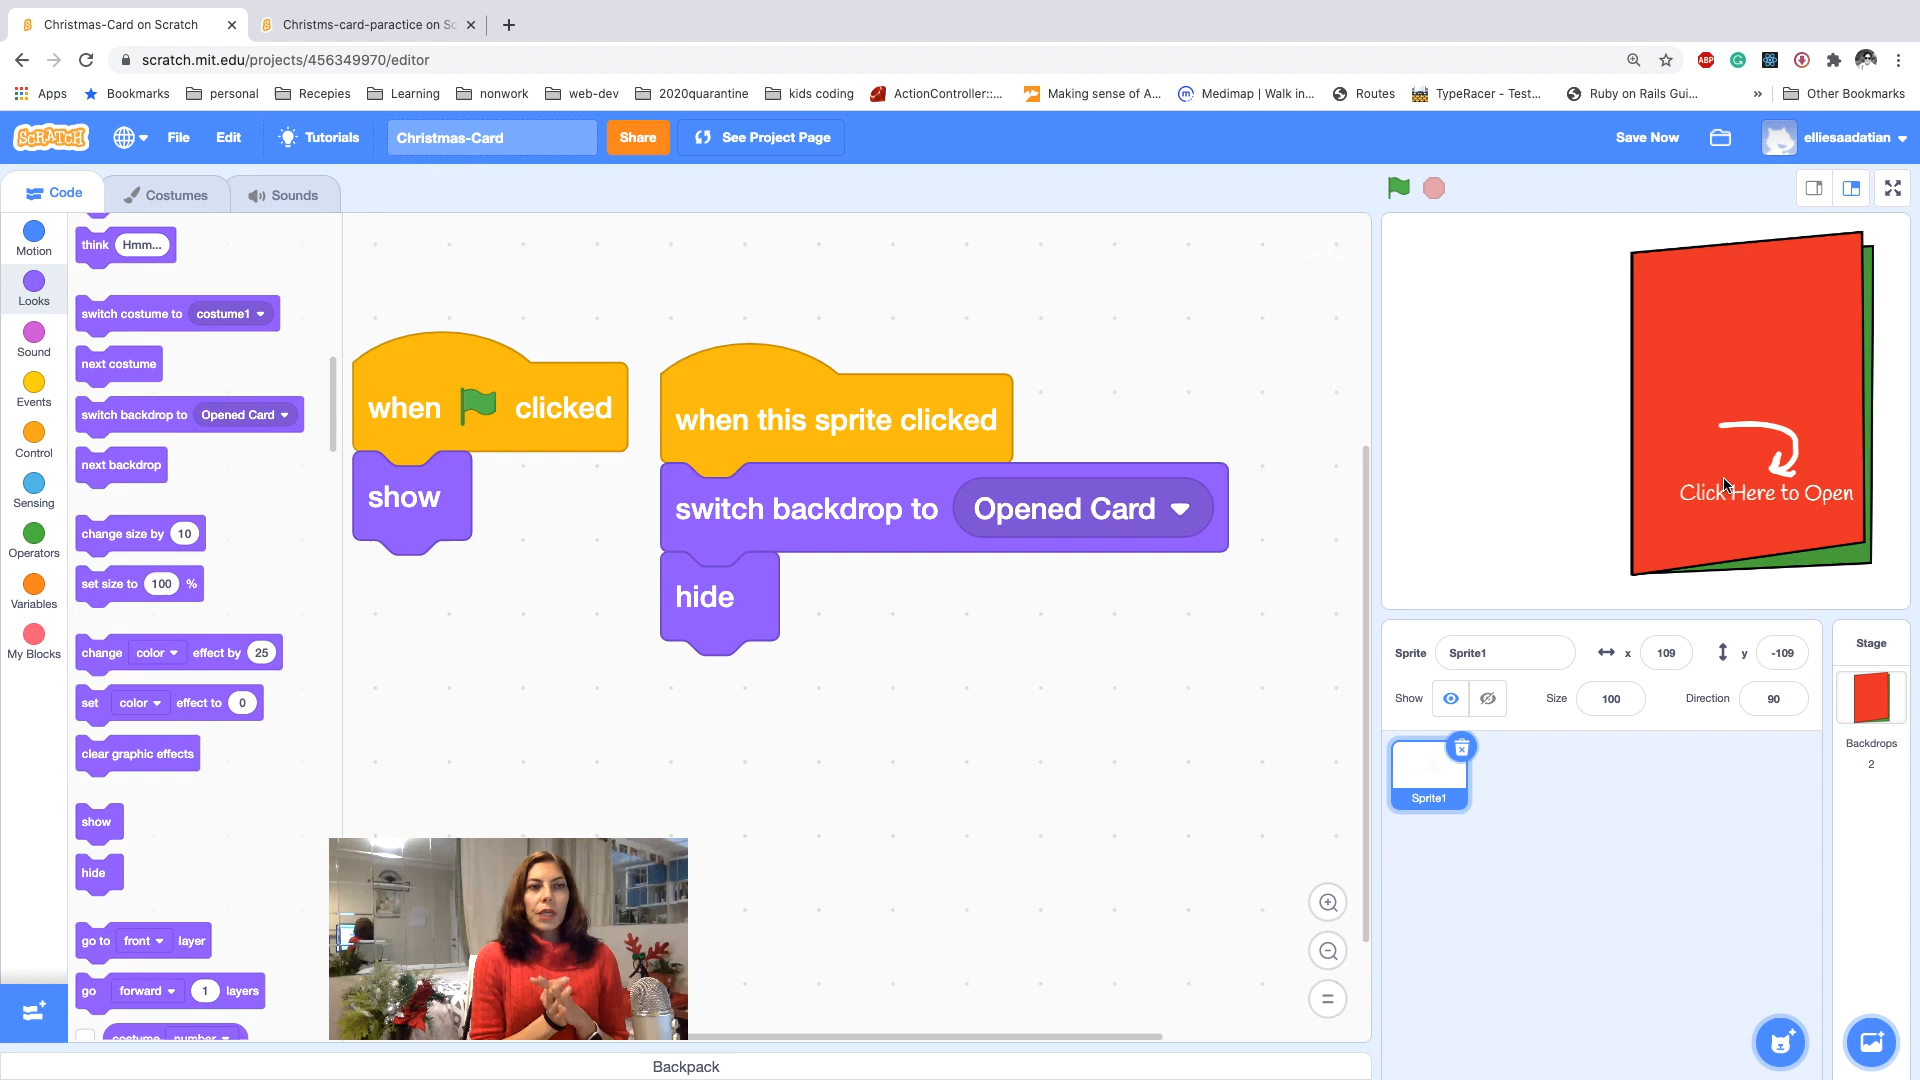 Christmas-Card on Scratch
Christms-card-paractice on Sc
scratch.mit.edu/projects/456349970/editor
ABP
Apps
Bookmarks
personal
Recepies
Learning
nonwork
web-dev
2020quarantine
kids coding
ActionController::...
Making sense of A...
Medimap | Walk in...
Routes
TypeRacer - Test...
Ruby on Rails Gui...
»
Other Bookmarks
SCRATCH
File
Edit
Tutorials
Christmas-Card
Share
See Project Page
Save Now
elliesaadatian
Code
Costumes
Sounds
Motion
Looks
Sound
Events
Control
Sensing
Operators
Variables
My Blocks
think Hmm...
switch costume to costume1
next costume
switch backdrop to Opened Card
next backdrop
change size by 10
set size to 100 %
change color effect by 25
set color effect to 0
clear graphic effects
show
hide
go to front layer
go forward 1 layers
costume number
when clicked
show
when this sprite clicked
switch backdrop to Opened Card
hide
Click Here to Open
Sprite Sprite1 x 109 y -109
Show Size 100 Direction 90
Sprite1
Stage
Backdrops
2
Backpack